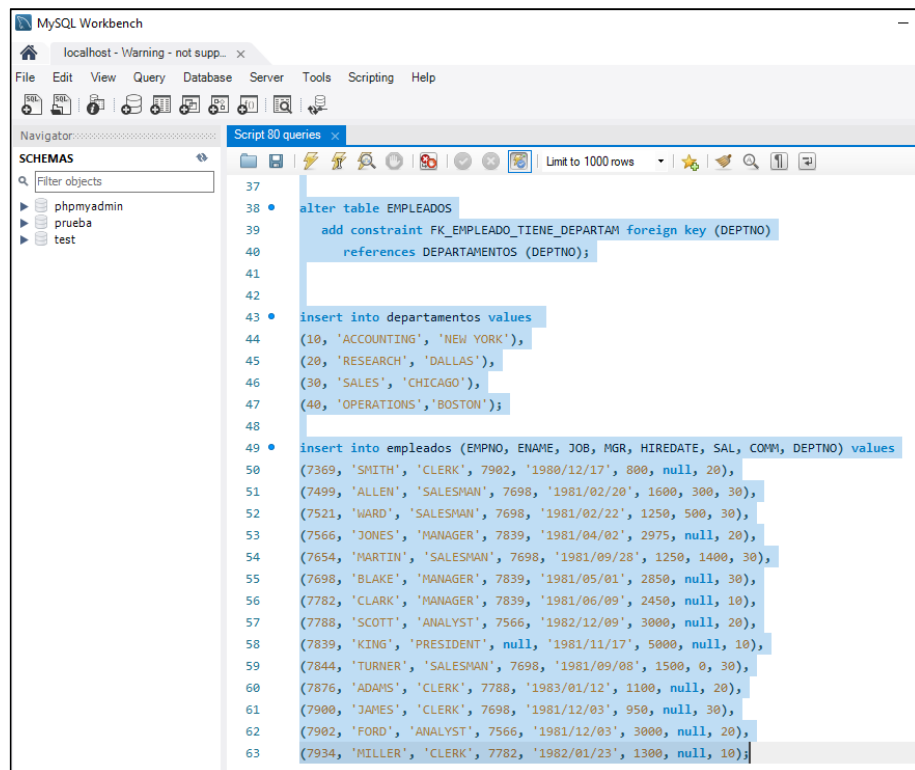 MySQL Workbench
localhost - Warning - not supp...
File Edit View Query Database Server Tools Scripting Help
Navigator
Script 80 queries
SCHEMAS
Limit to 1000 rows
Filter objects
phpmyadmin
prueba
test
37
38 alter table EMPLEADOS
39 add constraint FK_EMPLEADO_TIENE_DEPARTAM foreign key (DEPTNO)
40 references DEPARTAMENTOS (DEPTNO);
41
42
43 insert into departamentos values
44 (10, 'ACCOUNTING', 'NEW YORK'),
45 (20, 'RESEARCH', 'DALLAS'),
46 (30, 'SALES', 'CHICAGO'),
47 (40, 'OPERATIONS','BOSTON');
48
49 insert into empleados (EMPNO, ENAME, JOB, MGR, HIREDATE, SAL, COMM, DEPTNO) values
50 (7369, 'SMITH', 'CLERK', 7902, '1980/12/17', 800, null, 20),
51 (7499, 'ALLEN', 'SALESMAN', 7698, '1981/02/20', 1600, 300, 30),
52 (7521, 'WARD', 'SALESMAN', 7698, '1981/02/22', 1250, 500, 30),
53 (7566, 'JONES', 'MANAGER', 7839, '1981/04/02', 2975, null, 20),
54 (7654, 'MARTIN', 'SALESMAN', 7698, '1981/09/28', 1250, 1400, 30),
55 (7698, 'BLAKE', 'MANAGER', 7839, '1981/05/01', 2850, null, 30),
56 (7782, 'CLARK', 'MANAGER', 7839, '1981/06/09', 2450, null, 10),
57 (7788, 'SCOTT', 'ANALYST', 7566, '1982/12/09', 3000, null, 20),
58 (7839, 'KING', 'PRESIDENT', null, '1981/11/17', 5000, null, 10),
59 (7844, 'TURNER', 'SALESMAN', 7698, '1981/09/08', 1500, 0, 30),
60 (7876, 'ADAMS', 'CLERK', 7788, '1983/01/12', 1100, null, 20),
61 (7900, 'JAMES', 'CLERK', 7698, '1981/12/03', 950, null, 30),
62 (7902, 'FORD', 'ANALYST', 7566, '1981/12/03', 3000, null, 20),
63 (7934, 'MILLER', 'CLERK', 7782, '1982/01/23', 1300, null, 10);